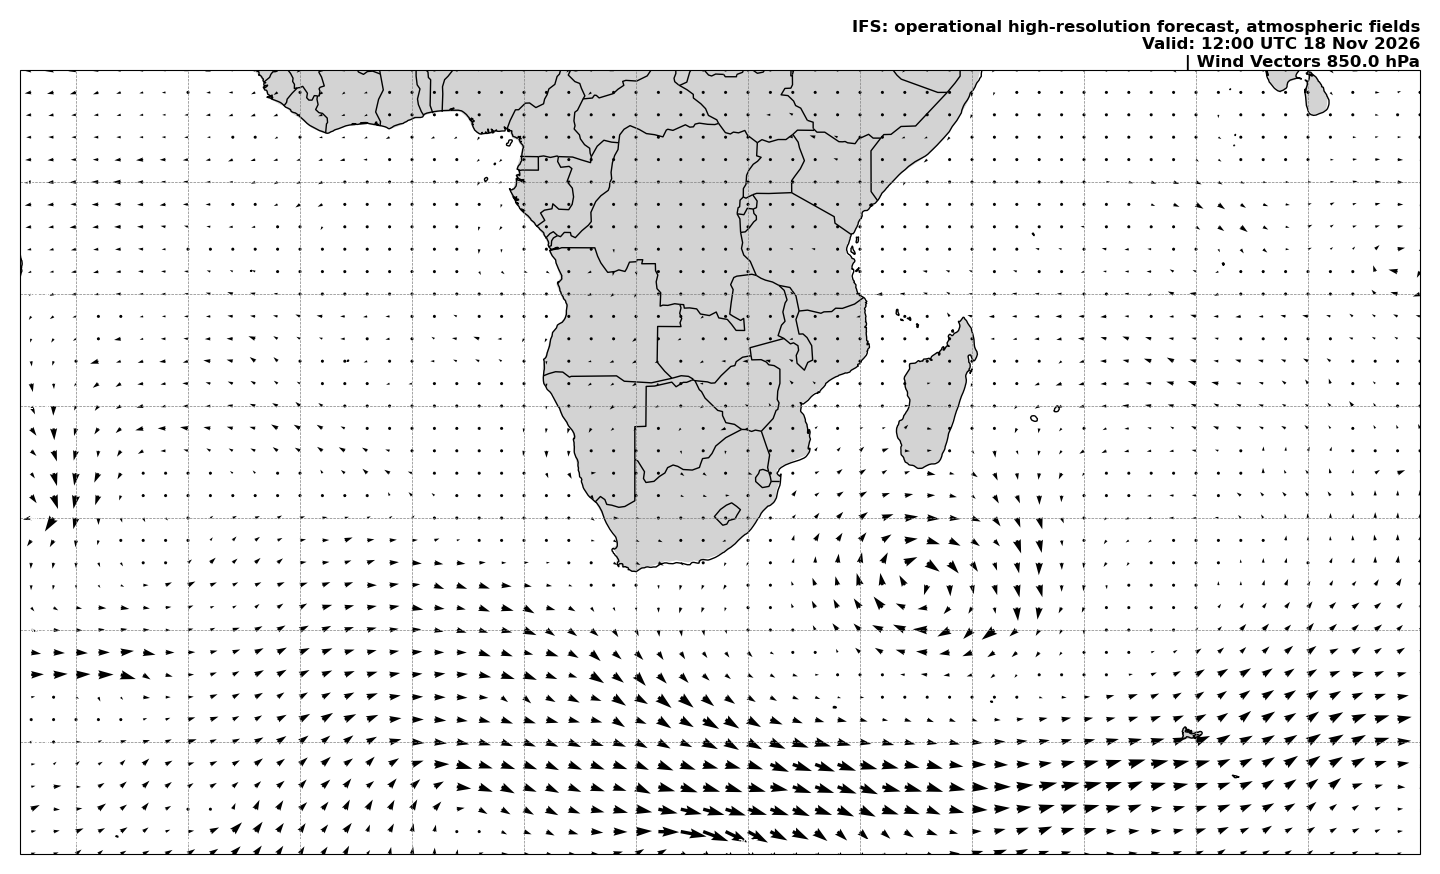 IFS: operational high-resolution forecast, atmospheric fields
Valid: 12:00 UTC 18 Nov 2026
| Wind Vectors 850.0 hPa